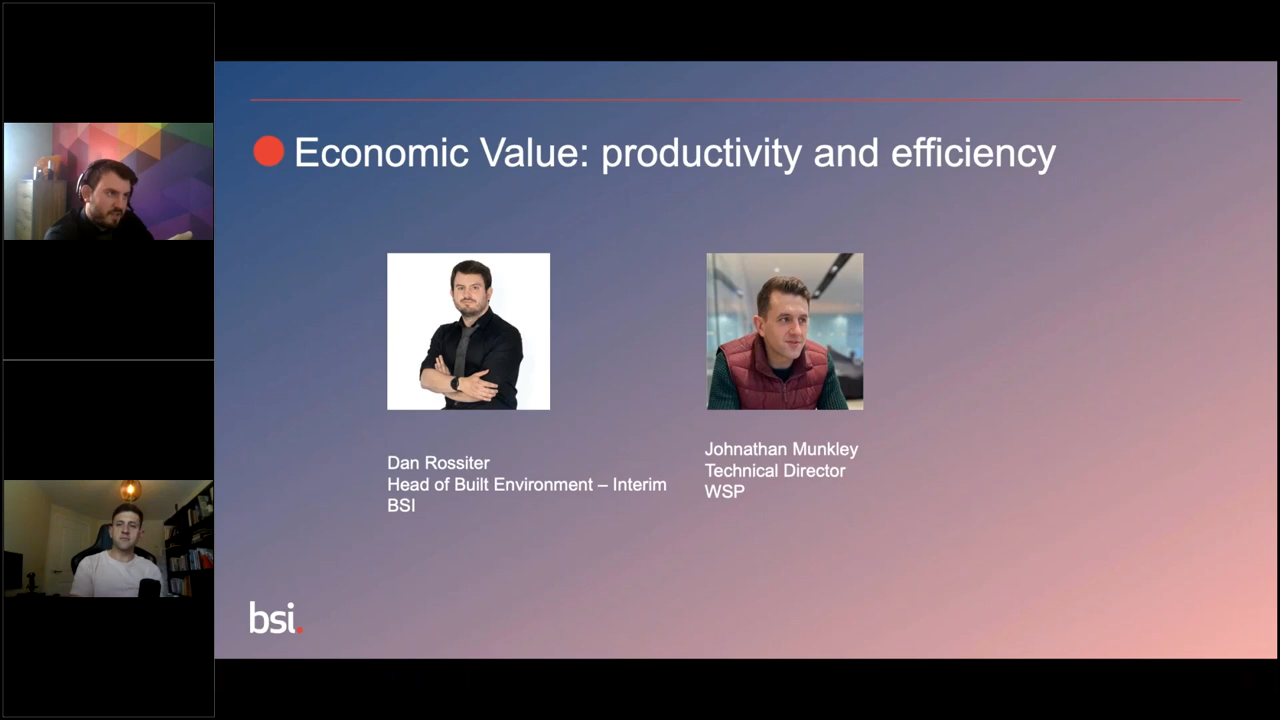 Economic Value: productivity and efficiency
Dan Rossiter
Head of Built Environment – Interim
BSI
Johnathan Munkley
Technical Director
WSP
bsi.